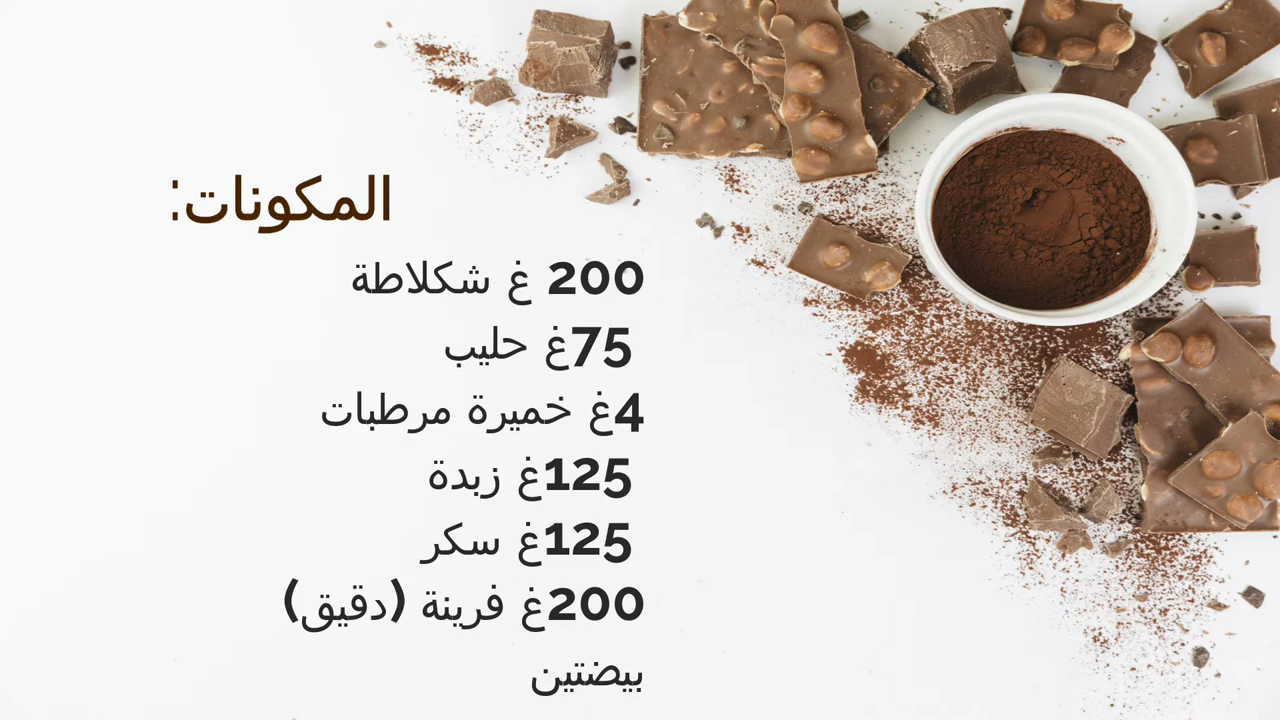 المكونات:
200 غ شكلاطة
75غ حليب
4غ خميرة مرطبات
125غ زبدة
125غ سكر
200غ فرينة (دقيق)
بيضتين